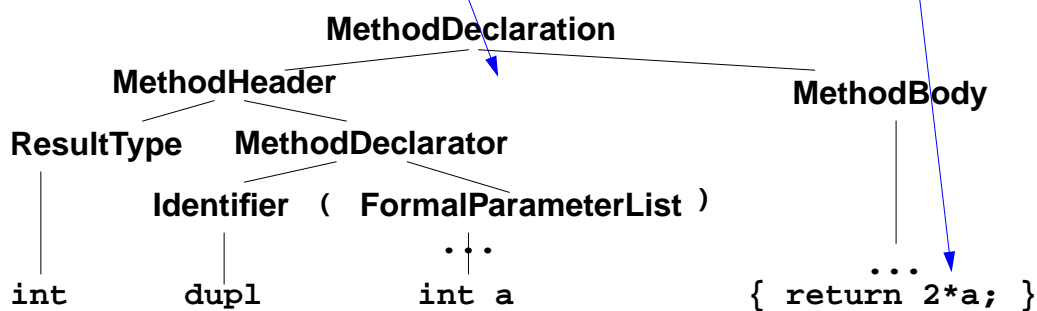 MethodDeclaration
MethodHeader MethodBody
ResultType MethodDeclarator
Identifier ( FormalParameterList )
... ...
int dupl int a { return 2*a; }